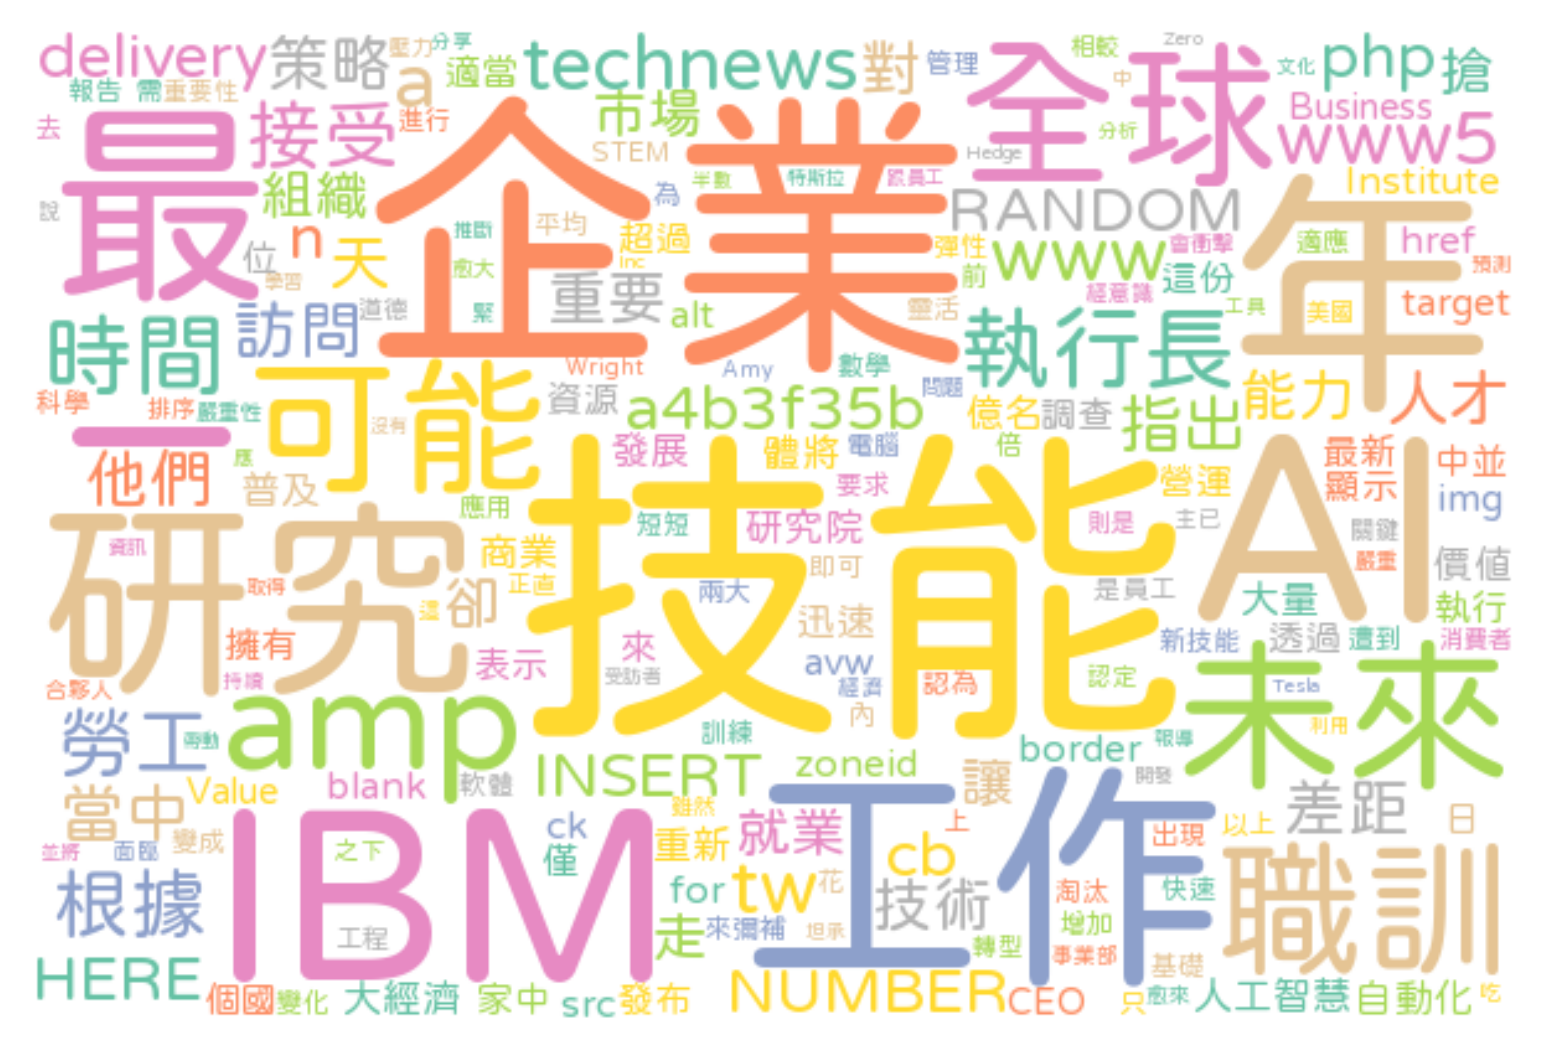 delivery 策略 壓力 分享 a 適當 technews 對 管理 全球 相較 Zero 中 文化 php 搶
報告 需 重要性 去 最 接受 進行 市場 STEM 企業 Hedge 分析 Business www5
說 組織 位 n 天 學習 推斷 愈大 緊 平均 為 半數 特斯拉 跟員工 超過 Inc RANDOM 彈性 前 www 會衝擊 這份 Institute 適應 href 預測
時間 訪問 道德 重要 alt 靈活 經意識 執行長 工具 美國 年 target
科學 排序 嚴重性 可能 沒有 Wright 資源 Amy 數學 問題 a4b3f35b 億名 調查 指出 能力 人才
一 他們 應 普及 應用 發展 體將 電腦 倍 營運 AI 最新 中並
顯示 img 要求 短短 研究院 技能 則是 主已 關鍵
研究 資訊 取得 這 卻 商業 正直 即可 兩大 是員工 嚴重 價值 大量 執行
擁有 表示 來 迅速 新技能 透過 遭到 消費者
合夥人 持續 受訪者 avw 經濟 認為 認定 未來 Tesla 利用
勞工 勞動 amp 訓練 內 border 報導
當中 Value blank 軟體 INSERT zoneid 讓 開發 差距 日
並將 面臨 變成 IBM 之下 ck 僅 雖然 重新 就業 工作 上 cb 出現 以上 職訓
根據 工程 for tw 花 走 來彌補 坦承 技術 淘汰 快速 增加 轉型 事業部 基礎
HERE 個國 變化 大經濟 家中 src 發布 NUMBER CEO 只 愈來 人工智慧 自動化 吃